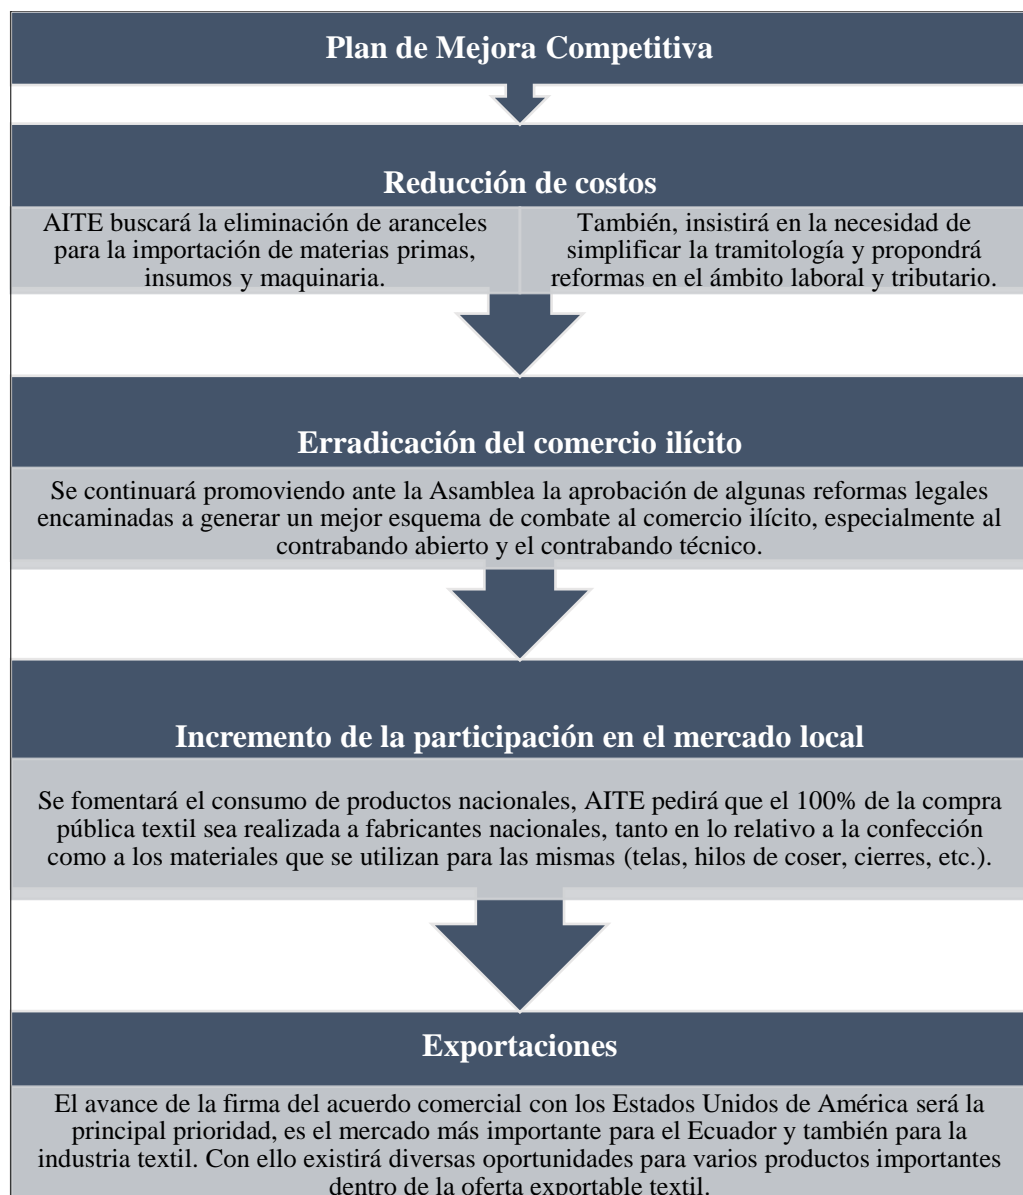 Plan de Mejora Competitiva
Reducción de costos
AITE buscará la eliminación de aranceles
para la importación de materias primas,
insumos y maquinaria.
También, insistirá en la necesidad de
simplificar la tramitología y propondrá
reformas en el ámbito laboral y tributario.
Erradicación del comercio ilícito
Se continuará promoviendo ante la Asamblea la aprobación de algunas reformas legales
encaminadas a generar un mejor esquema de combate al comercio ilícito, especialmente al
contrabando abierto y el contrabando técnico.
Incremento de la participación en el mercado local
Se fomentará el consumo de productos nacionales, AITE pedirá que el 100% de la compra
pública textil sea realizada a fabricantes nacionales, tanto en lo relativo a la confección
como a los materiales que se utilizan para las mismas (telas, hilos de coser, cierres, etc.).
Exportaciones
El avance de la firma del acuerdo comercial con los Estados Unidos de América será la
principal prioridad, es el mercado más importante para el Ecuador y también para la
industria textil. Con ello existirá diversas oportunidades para varios productos importantes
dentro de la oferta exportable textil.